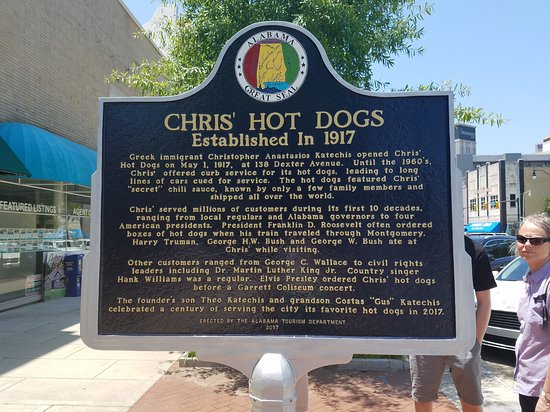 ALABAMA
GREAT SEAL
CHRIS' HOT DOGS
Established In 1917
Greek immigrant Christopher Anastasios Katechis opened Chris'
Hot Dogs on May 1, 1917, at 138 Dexter Avenue. Until the 1960's,
Chris' offered curb service for its hot dogs, leading to long
lines of cars cued for service. The hot dogs featured Chris'
"secret" chili sauce, known by only a few family members and
shipped all over the world.
Chris' served millions of customers during its first 10 decades,
ranging from local regulars and Alabama governors to four
American presidents. President Franklin D. Roosevelt often ordered
boxes of hot dogs when his train traveled through Montgomery.
Harry Truman, George H.W. Bush and George W. Bush ate at
Chris' while visiting.
Other customers ranged from George C. Wallace to civil rights
leaders including Dr. Martin Luther King Jr. Country singer
Hank Williams was a regular. Elvis Presley ordered Chris' hot dogs
before a Garrett Coliseum concert.
The founder's son Theo Katechis and grandson Costas "Gus" Katechis
celebrated a century of serving the city its favorite hot dogs in 2017.
ERECTED BY THE ALABAMA TOURISM DEPARTMENT
2017
FEATURED LISTINGS
AGENT